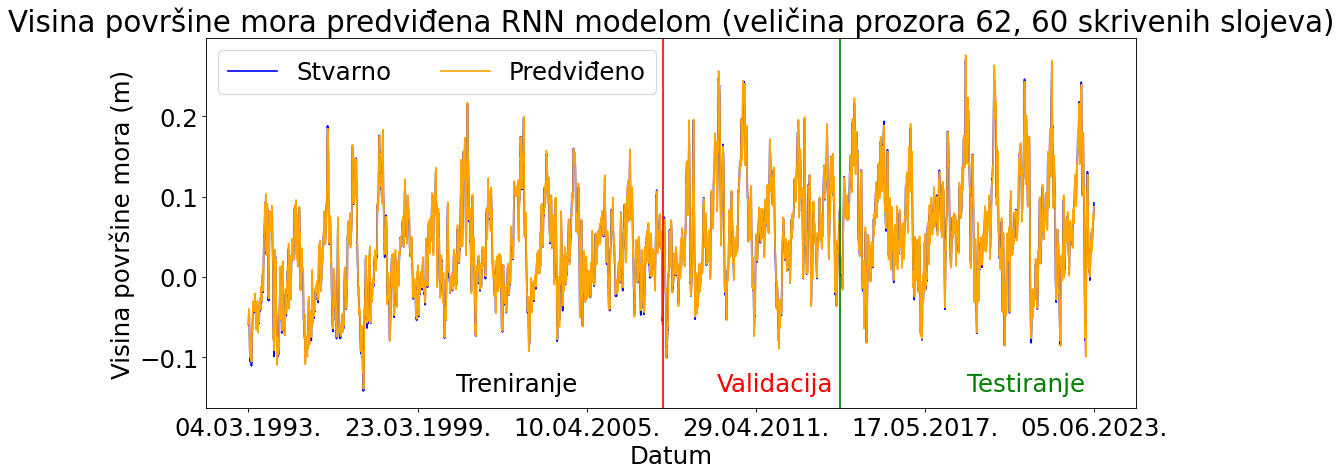 Visina površine mora predviđena RNN modelom (veličina prozora 62, 60 skrivenih slojeva)
Stvarno Predviđeno
Visina površine mora (m)
0.2
0.1
0.0
−0.1
Treniranje Validacija Testiranje
04.03.1993. 23.03.1999. 10.04.2005. 29.04.2011. 17.05.2017. 05.06.2023.
Datum